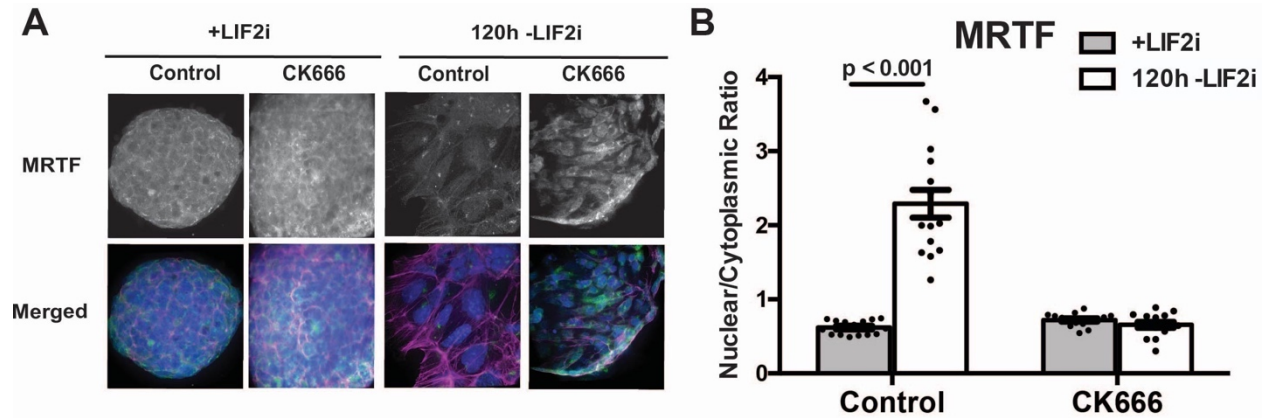 A
+LIF2i
120h -LIF2i
Control
CK666
Control
CK666
MRTF
Merged
B
MRTF
+LIF2i
120h -LIF2i
p < 0.001
Nuclear/Cytoplasmic Ratio
4
3
2
1
0
Control
CK666